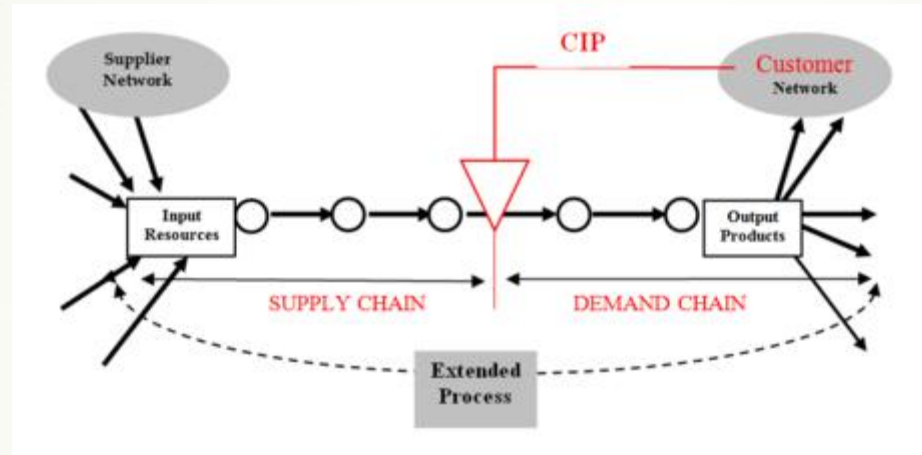 CIP
Supplier
Network
Customer
Network
Input
Resources
Output
Products
SUPPLY CHAIN
DEMAND CHAIN
Extended
Process